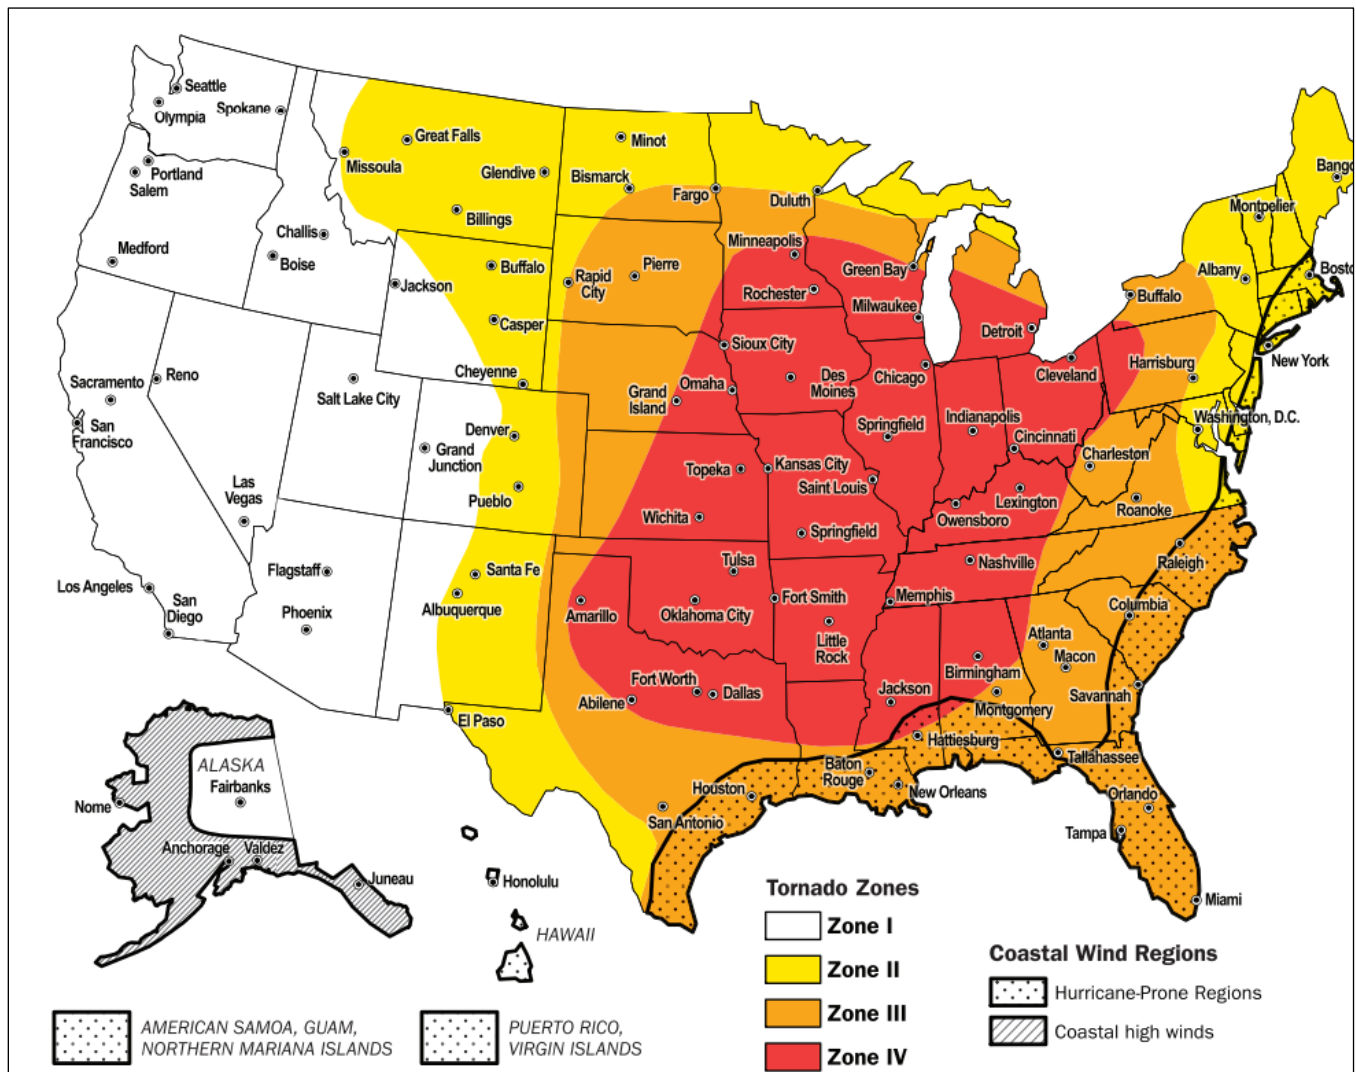 Seattle
Olympia
Spokane
Portland
Salem
Medford
Challis
Boise
Missoula
Great Falls
Glendive
Billings
Minot
Bismarck
Fargo
Duluth
Jackson
Buffalo
Casper
Cheyenne
Rapid
City
Pierre
Minneapolis
Rochester
Green Bay
Milwaukee
Detroit
Buffalo
Albany
Montpelier
Bango
Bosto
New York
Harrisburg
Washington, D.C.
Sacramento
San
Francisco
Reno
Salt Lake City
Las
Vegas
Los Angeles
San
Diego
Flagstaff
Phoenix
Grand
Junction
Denver
Pueblo
Santa Fe
Albuquerque
El Paso
Sioux City
Omaha
Grand
Island
Des
Moines
Chicago
Cleveland
Springfield
Indianapolis
Cincinnati
Charleston
Topeka
Kansas City
Saint Louis
Lexington
Owensboro
Roanoke
Wichita
Springfield
Tulsa
Nashville
Raleigh
Amarillo
Oklahoma City
Fort Smith
Memphis
Columbia
Little
Rock
Atlanta
Macon
Birmingham
Fort Worth
Dallas
Abilene
Jackson
Savannah
Montgomery
Hattiesburg
Tallahassee
Baton
Rouge
New Orleans
Houston
San Antonio
Orlando
Tampa
Miami
ALASKA
Fairbanks
Nome
Anchorage
Valdez
Juneau
Honolulu
HAWAII
AMERICAN SAMOA, GUAM,
NORTHERN MARIANA ISLANDS
PUERTO RICO,
VIRGIN ISLANDS
Tornado Zones
Zone I
Zone II
Zone III
Zone IV
Coastal Wind Regions
Hurricane-Prone Regions
Coastal high winds